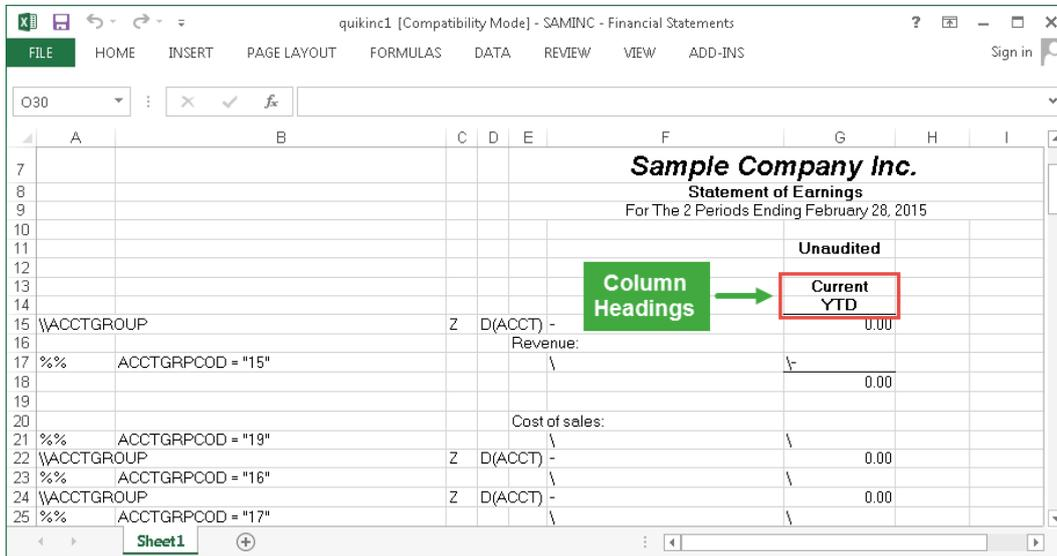 quikinc1 [Compatibility Mode] - SAMINC - Financial Statements ?
FILE HOME INSERT PAGE LAYOUT FORMULAS DATA REVIEW VIEW ADD-INS Sign in
O30 fx
A B C D E F G H I
7 Sample Company Inc.
8 Statement of Earnings
9 For The 2 Periods Ending February 28, 2015
10
11 Unaudited
12
Column Headings
13 Current
14 YTD
15 \\ACCTGROUP Z D(ACCT) - 0.00
16 Revenue:
17 %% ACCTGRPCOD = "15" \ \-
18 0.00
19
20 Cost of sales:
21 %% ACCTGRPCOD = "19" \ \
22 \\ACCTGROUP Z D(ACCT) - 0.00
23 %% ACCTGRPCOD = "16" \ \
24 \\ACCTGROUP Z D(ACCT) - 0.00
25 %% ACCTGRPCOD = "17" \ \
Sheet1